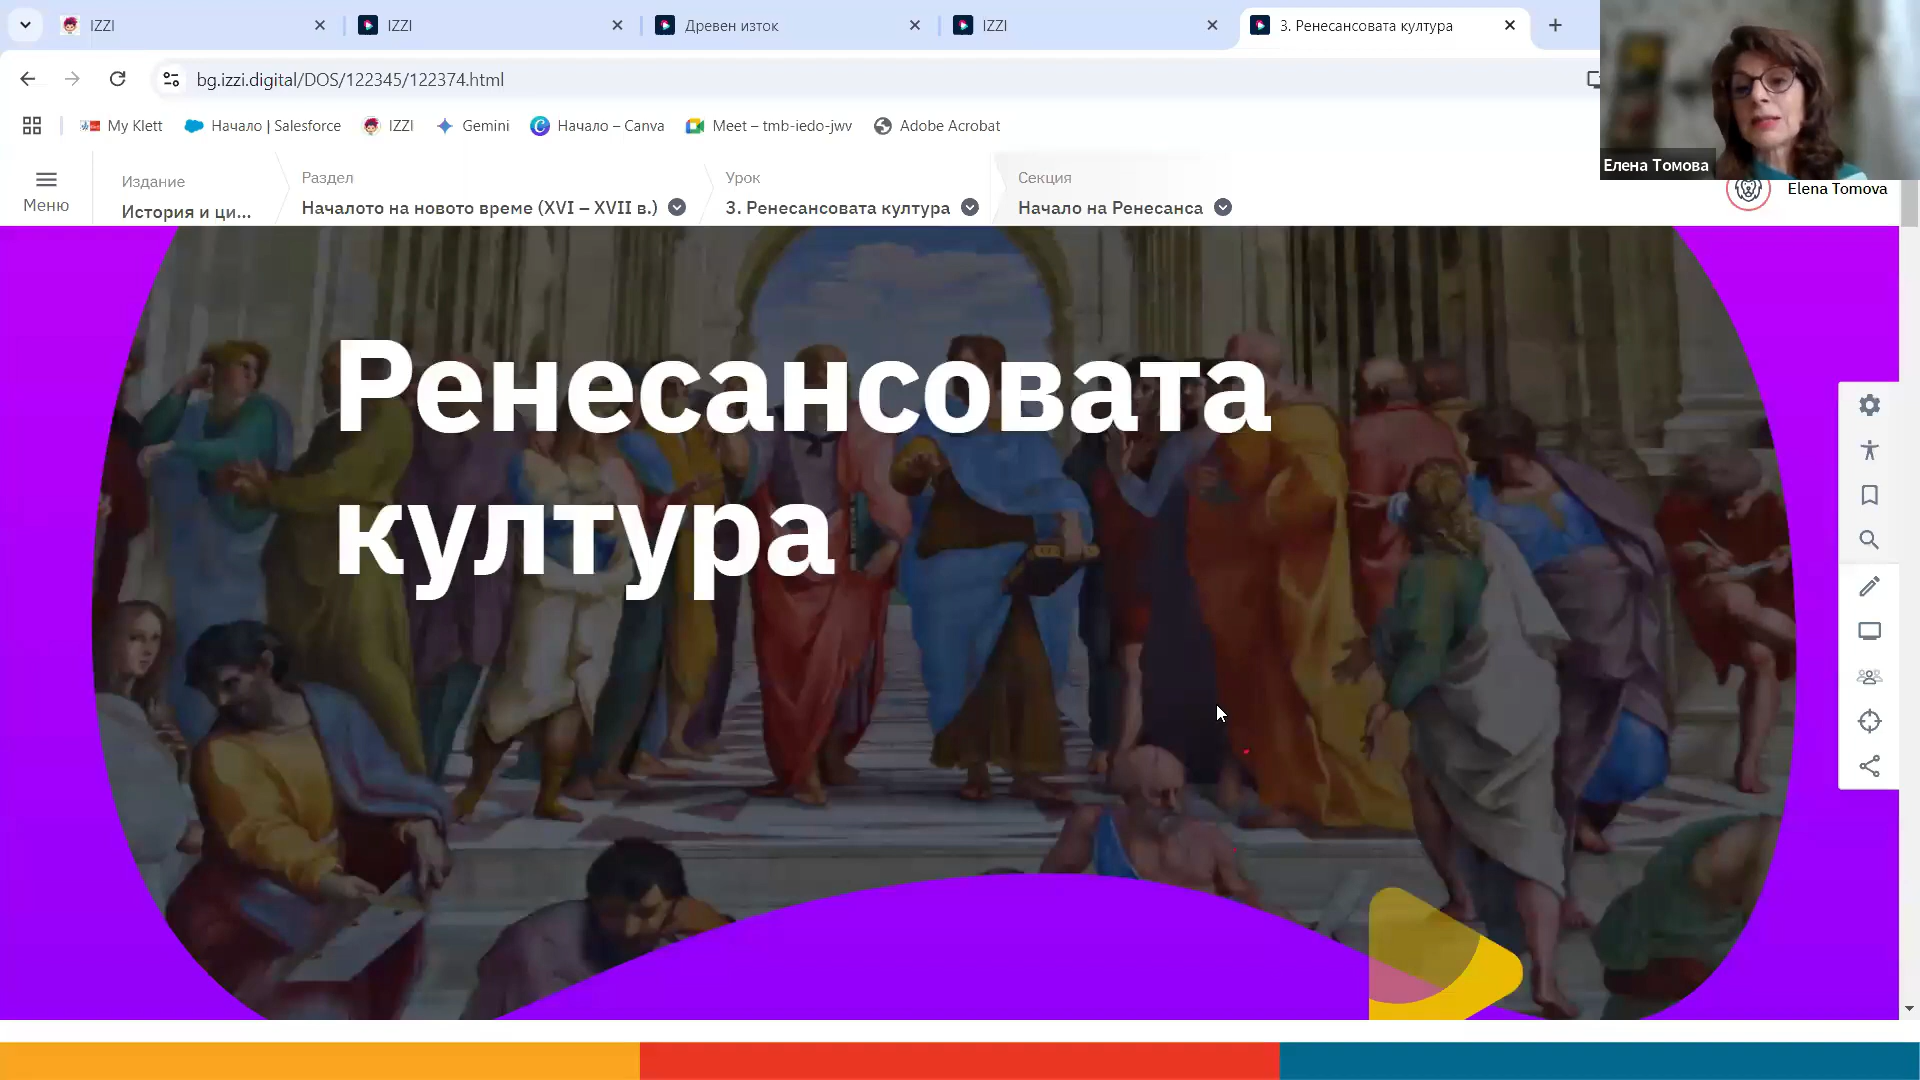 IZZI
IZZI
Древен изток
IZZI
3. Ренесансовата култура
bg.izzi.digital/DOS/122345/122374.html
My Klett
Начало | Salesforce
IZZI
Gemini
Начало – Canva
Meet – tmb-iedo-jwv
Adobe Acrobat
Елена Томова
Меню
Издание
История и ци...
Раздел
Началото на новото време (XVI – XVII в.)
Урок
3. Ренесансовата култура
Секция
Начало на Ренесанса
Elena Tomova
Ренесансовата
култура